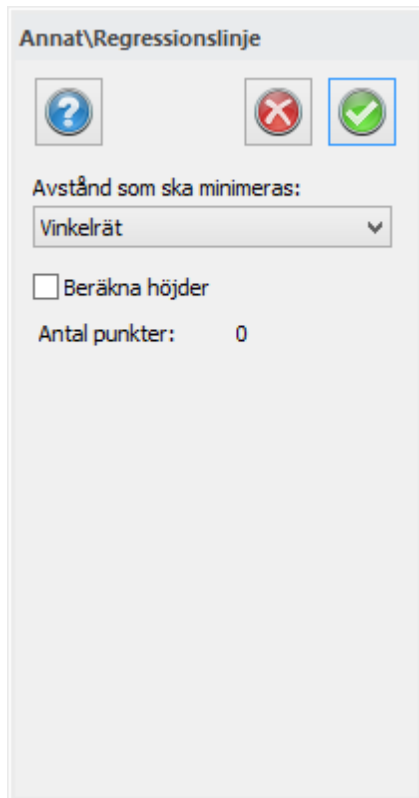 Annat\Regressionslinje
Avstånd som ska minimeras:
Vinkelrät
Beräkna höjder
Antal punkter: 0